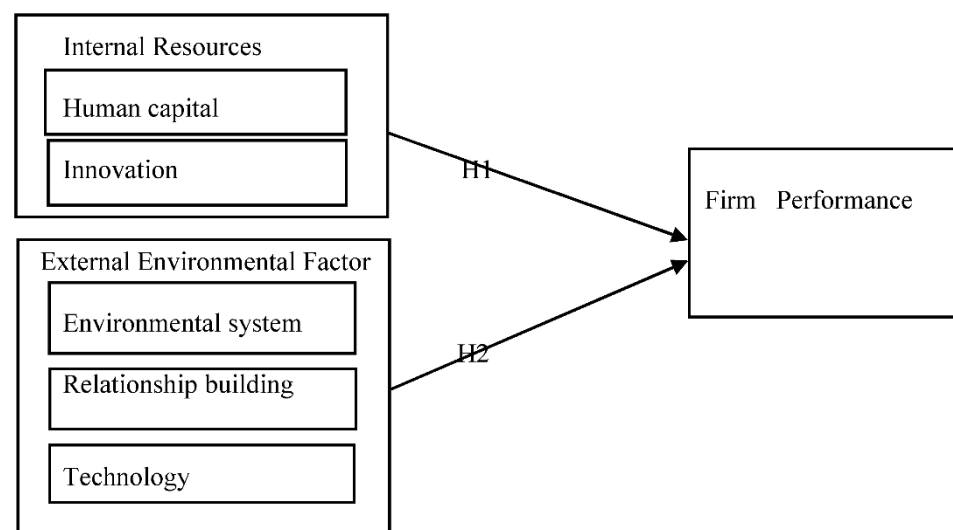 Internal Resources
Human capital
Innovation
H1
Firm Performance
External Environmental Factor
Environmental system
H2
Relationship building
Technology